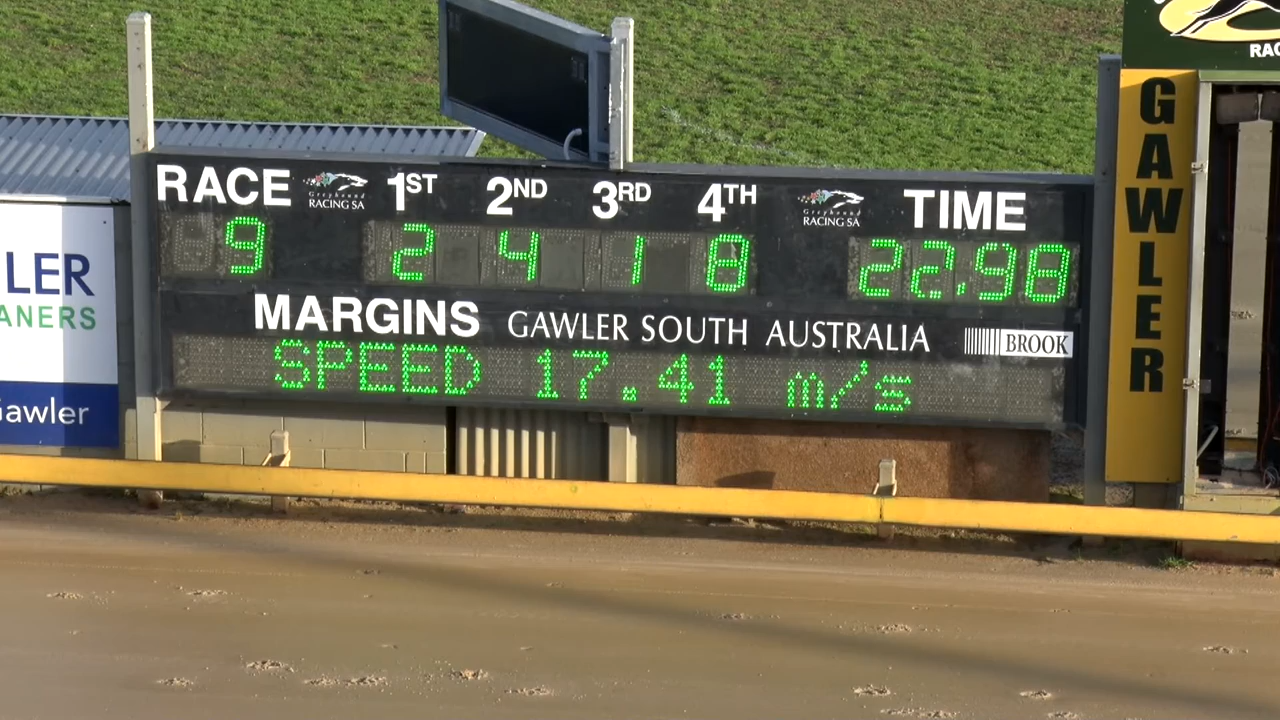 RAC
GAWLER
RACE 1ST 2ND 3RD 4TH TIME
Greyhound RACING SA
Greyhound RACING SA
9 2 4 1 8 22.98
MARGINS GAWLER SOUTH AUSTRALIA BROOK
SPEED 17.41 m/s
LER
ANERS
Gawler